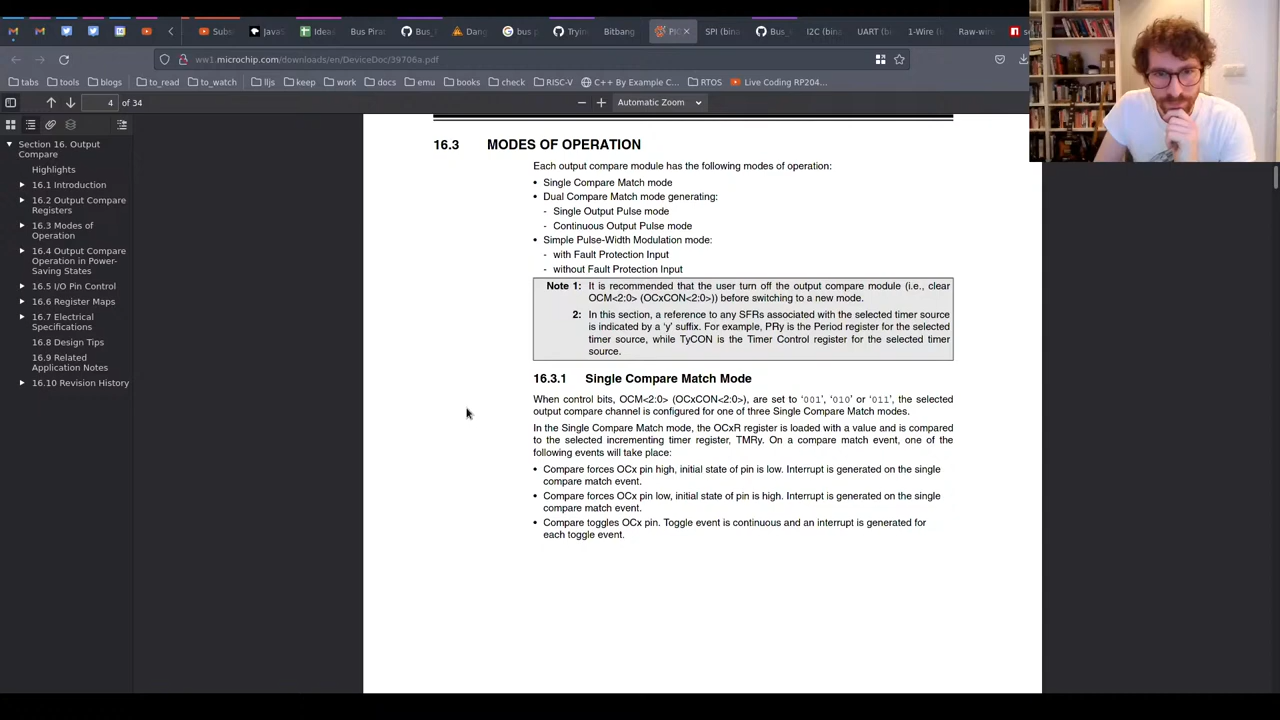 Subs
JavaS
Ideas
Bus Pirat
Bus_
Dang
bus p
Tryin
Bitbang
PIC
SPI (bina
Bus_
I2C (bina
UART (b
1-Wire (
Raw-wire
ww1.microchip.com/downloads/en/DeviceDoc/39706a.pdf
tabs
tools
blogs
to_read
to_watch
lljs
keep
work
docs
emu
books
check
RISC-V
C++ By Example C...
RTOS
Live Coding RP204...
4 of 34
Automatic Zoom
Section 16. Output
Compare
Highlights
16.1 Introduction
16.2 Output Compare
Registers
16.3 Modes of
Operation
16.4 Output Compare
Operation in Power-
Saving States
16.5 I/O Pin Control
16.6 Register Maps
16.7 Electrical
Specifications
16.8 Design Tips
16.9 Related
Application Notes
16.10 Revision History
16.3 MODES OF OPERATION
Each output compare module has the following modes of operation:
• Single Compare Match mode
• Dual Compare Match mode generating:
- Single Output Pulse mode
- Continuous Output Pulse mode
• Simple Pulse-Width Modulation mode:
- with Fault Protection Input
- without Fault Protection Input
Note 1: It is recommended that the user turn off the output compare module (i.e., clear
OCM<2:0> (OCxCON<2:0>)) before switching to a new mode.
2: In this section, a reference to any SFRs associated with the selected timer source
is indicated by a ‘y’ suffix. For example, PRy is the Period register for the selected
timer source, while TyCON is the Timer Control register for the selected timer
source.
16.3.1 Single Compare Match Mode
When control bits, OCM<2:0> (OCxCON<2:0>), are set to ‘001’, ‘010’ or ‘011’, the selected
output compare channel is configured for one of three Single Compare Match modes.
In the Single Compare Match mode, the OCxR register is loaded with a value and is compared
to the selected incrementing timer register, TMRy. On a compare match event, one of the
following events will take place:
• Compare forces OCx pin high, initial state of pin is low. Interrupt is generated on the single
compare match event.
• Compare forces OCx pin low, initial state of pin is high. Interrupt is generated on the single
compare match event.
• Compare toggles OCx pin. Toggle event is continuous and an interrupt is generated for
each toggle event.